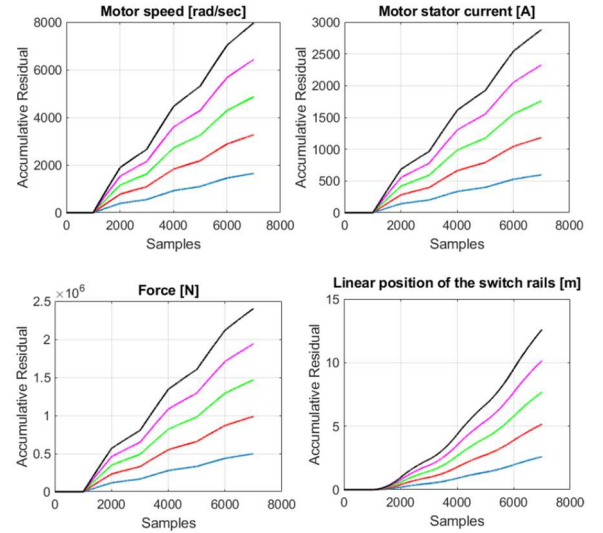 Motor speed [rad/sec]
8000
6000
4000
2000
0
0 2000 4000 6000 8000
Accumulative Residual
Samples
Motor stator current [A]
3000
2500
2000
1500
1000
500
0
0 2000 4000 6000 8000
Accumulative Residual
Samples
Force [N]
×10⁶
2.5
2
1.5
1
0.5
0
0 2000 4000 6000 8000
Accumulative Residual
Samples
Linear position of the switch rails [m]
15
10
5
0
0 2000 4000 6000 8000
Accumulative Residual
Samples